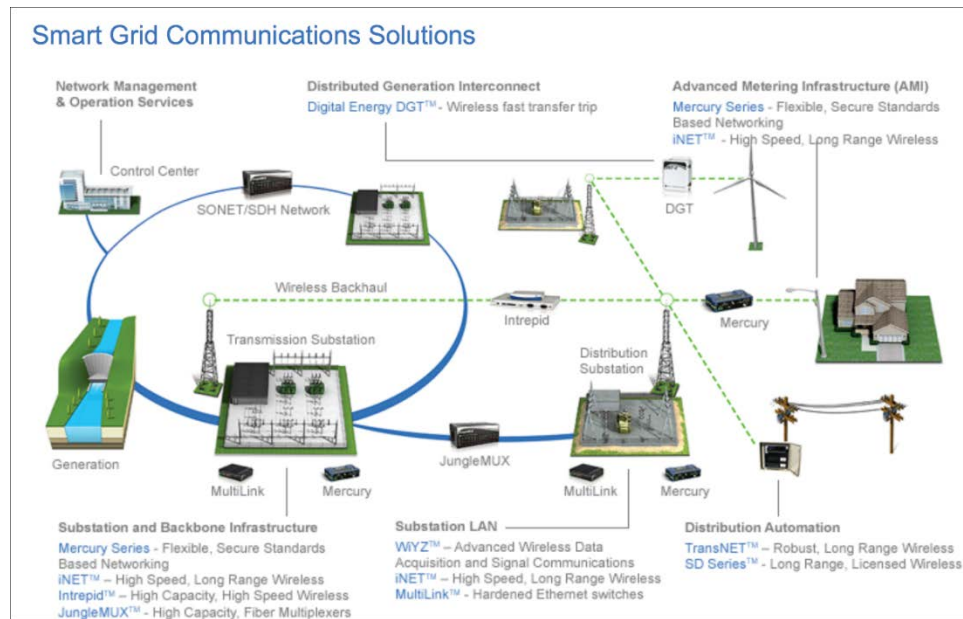 Smart Grid Communications Solutions
Network Management
& Operation Services
Distributed Generation Interconnect
Digital Energy DGT™ - Wireless fast transfer trip
Advanced Metering Infrastructure (AMI)
Mercury Series - Flexible, Secure Standards
Based Networking
iNET™ - High Speed, Long Range Wireless
Control Center
SONET/SDH Network
DGT
Wireless Backhaul
Intrepid
Mercury
Transmission Substation
Distribution
Substation
Generation
JungleMUX
MultiLink
Mercury
MultiLink
Mercury
Substation and Backbone Infrastructure
Mercury Series - Flexible, Secure Standards
Based Networking
iNET™ – High Speed, Long Range Wireless
Intrepid™ – High Capacity, High Speed Wireless
JungleMUX™ - High Capacity, Fiber Multiplexers
Substation LAN
WiYZ™ – Advanced Wireless Data
Acquisition and Signal Communications
iNET™ – High Speed, Long Range Wireless
MultiLink™ - Hardened Ethernet switches
Distribution Automation
TransNET™ – Robust, Long Range Wireless
SD Series™ - Long Range, Licensed Wireless